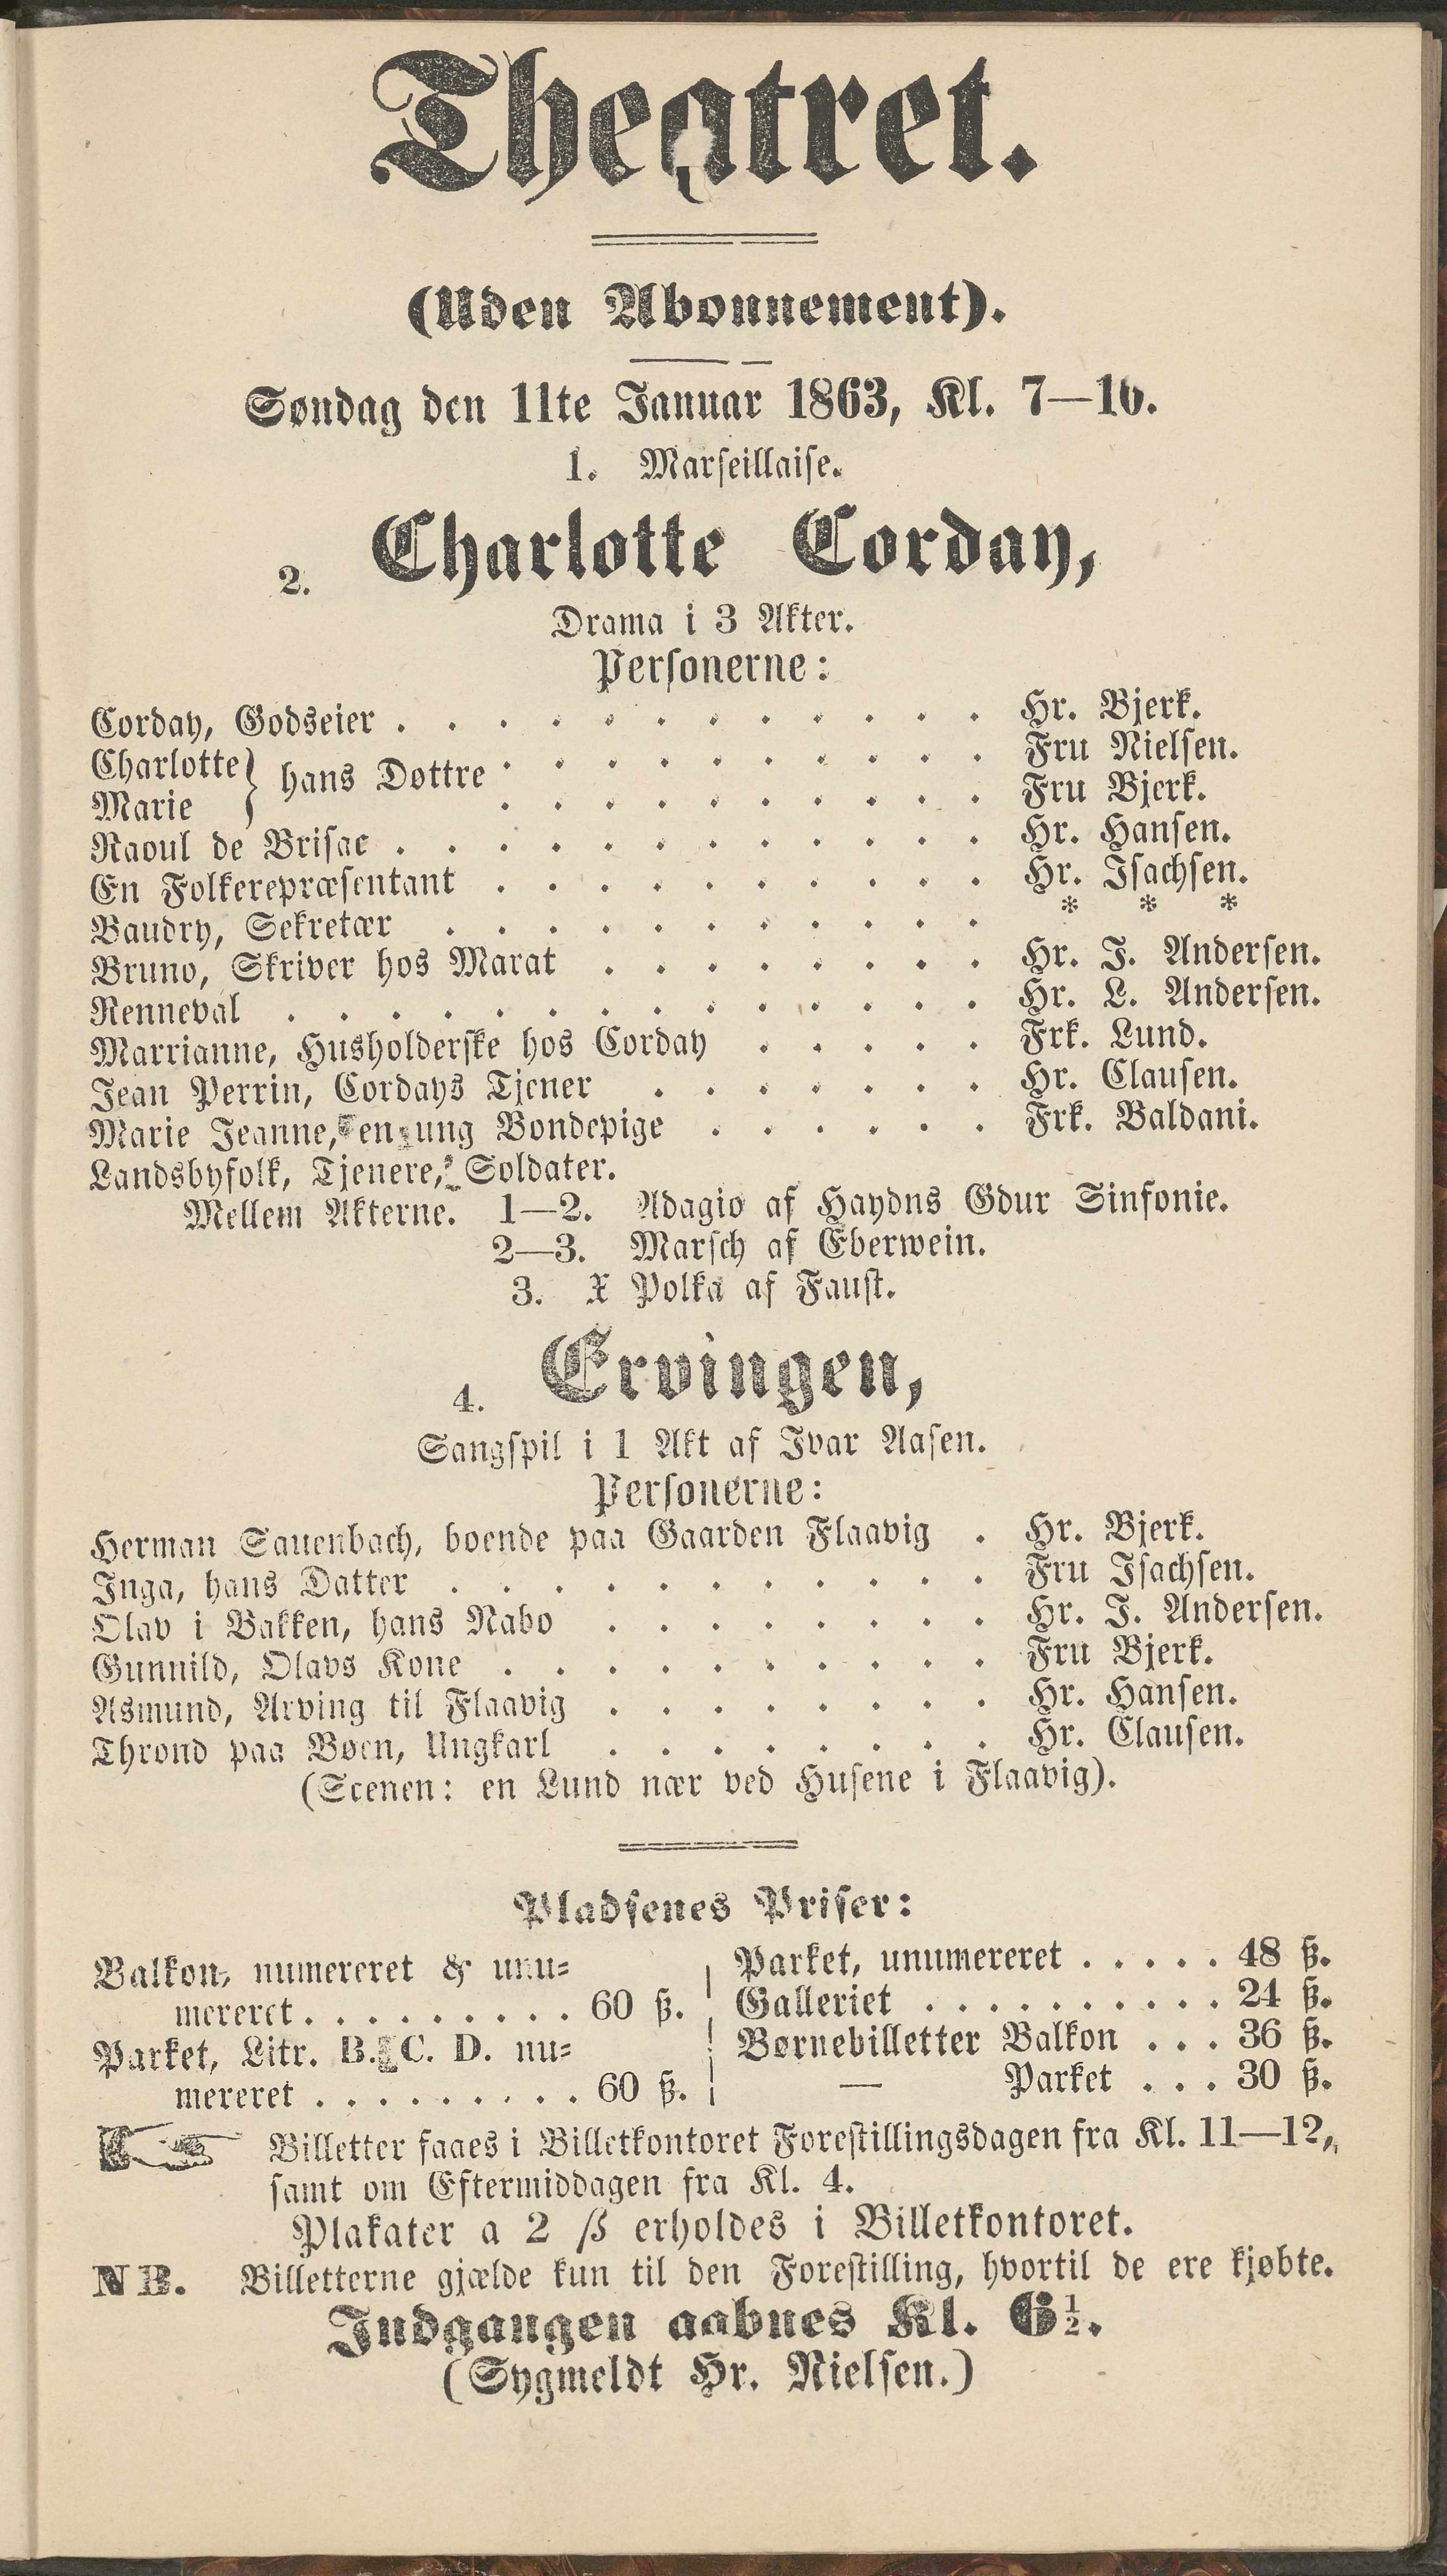 Theatret.
(Uden Abonnement).
Søndag den 11te Januar 1863, Kl. 7—10.
1. Marseillaise.
2. Charlotte Corday,
Drama i 3 Akter.
Personerne:
Corday, Godseier . . . . . . . . . . . . Hr. Bjerk.
Charlotte} hans Døttre . . . . . . . . . . Fru Nielsen.
Marie . . . . . . . . . . Fru Bjerk.
Raoul de Brisac . . . . . . . . . . . . Hr. Hansen.
En Folkerepræsentant . . . . . . . . . . Hr. Isachsen.
Baudry, Sekretær . . . . . . . . . . . * * *
Bruno, Skriver hos Marat . . . . . . . . Hr. J. Andersen.
Renneval . . . . . . . . . . . . . . Hr. L. Andersen.
Marrianne, Husholderske hos Corday . . . . . Frk. Lund.
Jean Perrin, Cordays Tjener . . . . . . . Hr. Clausen.
Marie Jeanne, en ung Bondepige . . . . . . Frk. Baldani.
Landsbyfolk, Tjenere, Soldater.
Mellem Akterne. 1—2. Adagio af Haydns Gdur Sinfonie.
2—3. Marsch af Eberwein.
3. X Polka af Faust.
4. Ervingen,
Sangspil i 1 Akt af Ivar Aasen.
Personerne:
Herman Sauenbach, boende paa Gaarden Flaavig . Hr. Bjerk.
Inga, hans Datter . . . . . . . . . . . Fru Isachsen.
Olav i Bakken, hans Nabo . . . . . . . . Hr. J. Andersen.
Gunnild, Olavs Kone . . . . . . . . . . Fru Bjerk.
Asmund, Arving til Flaavig . . . . . . . . Hr. Hansen.
Thrond paa Bøen, Ungkarl . . . . . . . . Hr. Clausen.
(Scenen: en Lund nær ved Husene i Flaavig).
Pladsenes Priser:
Balkon, numereret & unu-
mereret . . . . . . . . . . 60 ß.
Parket, Litr. B. C. D. nu-
mereret . . . . . . . . . 60 ß.
Parket, unumereret . . . . . 48 ß.
Galleriet . . . . . . . . . . 24 ß.
Børnebilletter Balkon . . . 36 ß.
— Parket . . . 30 ß.
Billetter faaes i Billetkontoret Forestillingsdagen fra Kl. 11—12,
samt om Eftermiddagen fra Kl. 4.
Plakater a 2 ß erholdes i Billetkontoret.
NB. Billetterne gjælde kun til den Forestilling, hvortil de ere kjøbte.
Indgangen aabnes Kl. 6½.
(Sygmeldt Hr. Nielsen.)